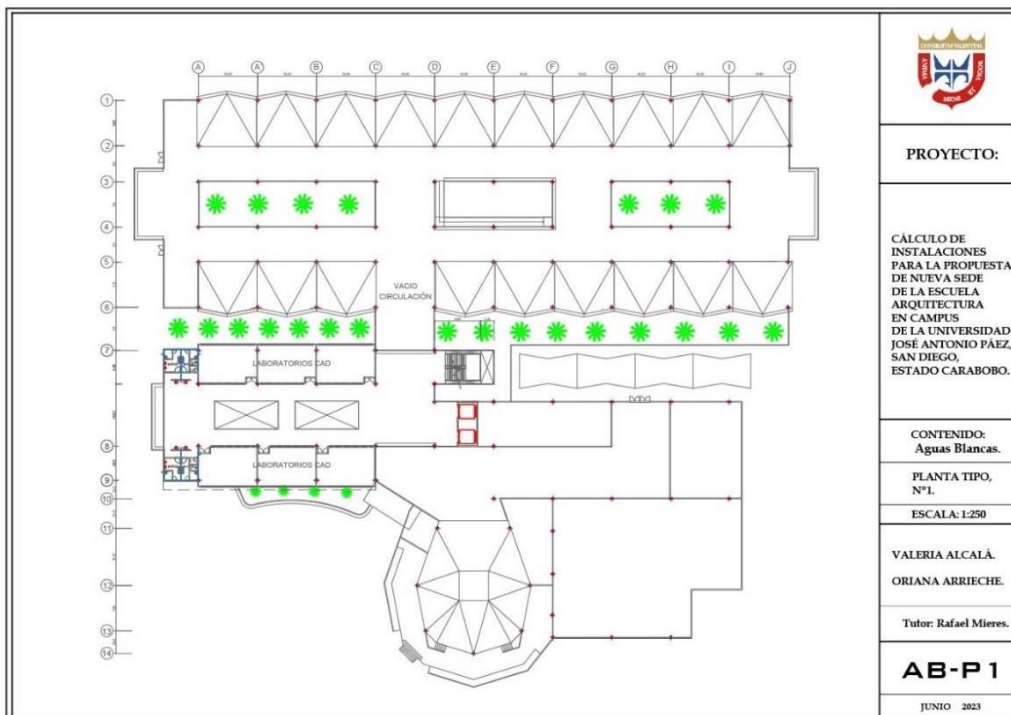 A A B C D E F G H I J
1
2
3
4
5
6
7
8
9
10
11
12
13
14
VACIO
CIRCULACIÓN
LABORATORIOS CAD
LABORATORIOS CAD
PROYECTO:
CÁLCULO DE
INSTALACIONES
PARA LA PROPUESTA
DE NUEVA SEDE
DE LA ESCUELA
ARQUITECTURA
EN CAMPUS
DE LA UNIVERSIDAD
JOSÉ ANTONIO PÁEZ,
SAN DIEGO,
ESTADO CARABOBO.
CONTENIDO:
Aguas Blancas.
PLANTA TIPO,
N°1.
ESCALA: 1:250
VALERIA ALCALÁ.
ORIANA ARRIECHE.
Tutor: Rafael Mieres.
AB-P1
JUNIO 2023